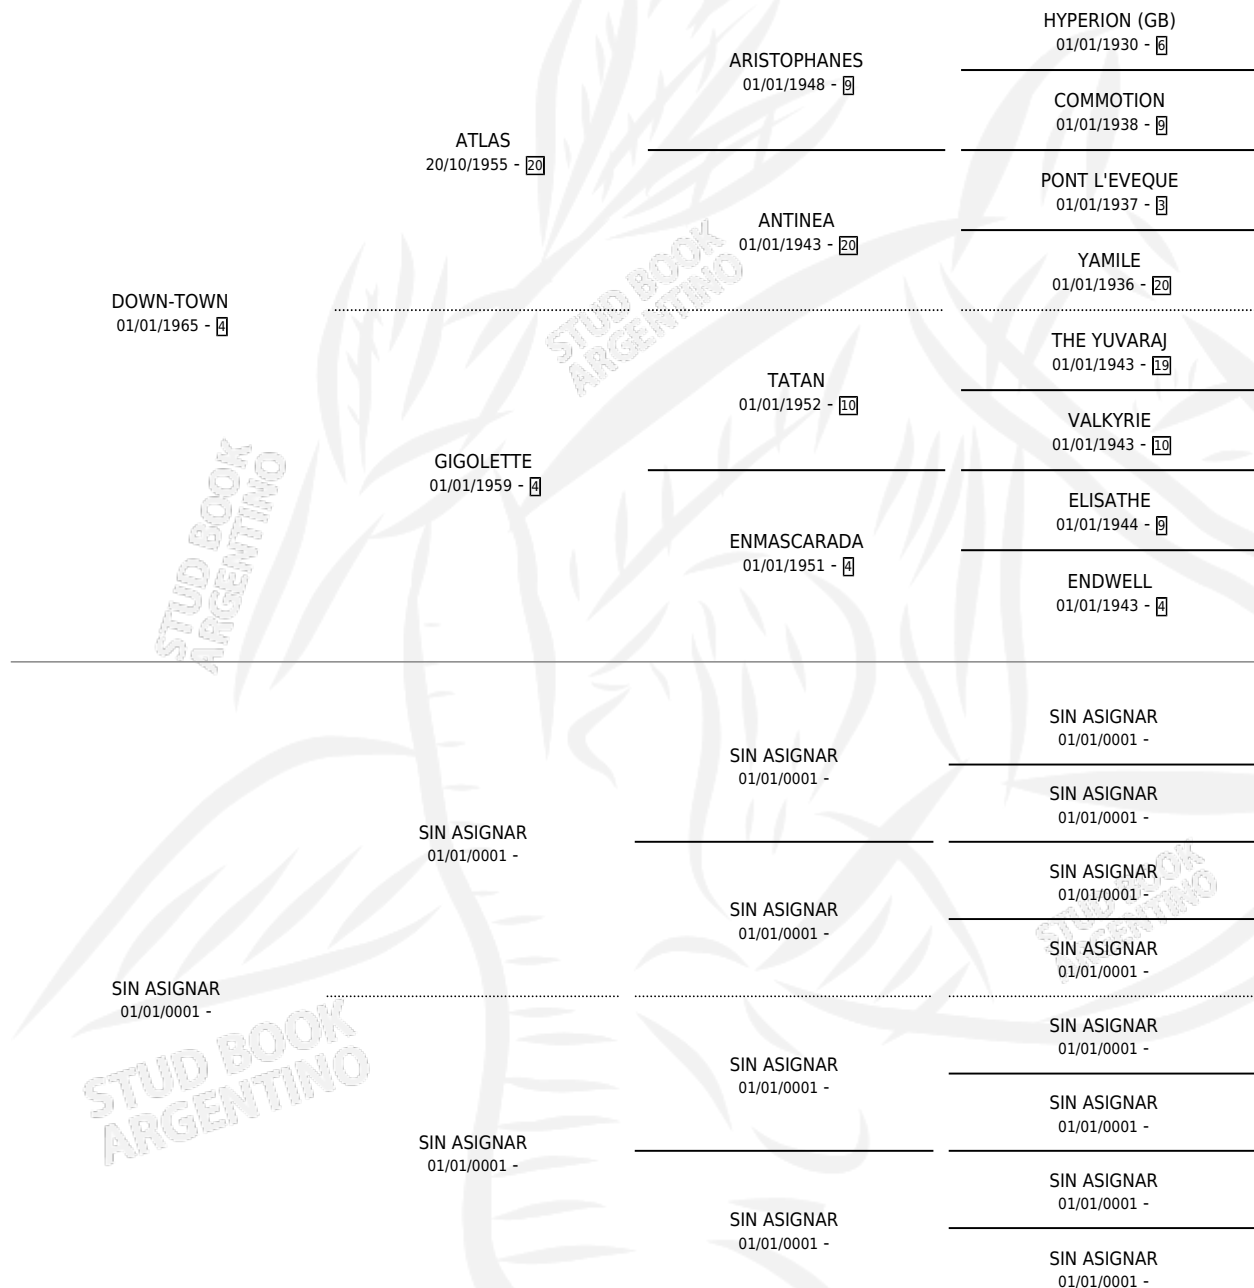 HYPERION (GB)
01/01/1930 - 6
ARISTOPHANES
01/01/1948 - 9
COMMOTION
01/01/1938 - 9
ATLAS
20/10/1955 - 20
PONT L'EVEQUE
01/01/1937 - 3
ANTINEA
01/01/1943 - 20
YAMILE
01/01/1936 - 20
DOWN-TOWN
01/01/1965 - 4
STUD BOOK
ARGENTINO
THE YUVARAJ
01/01/1943 - 19
TATAN
01/01/1952 - 10
VALKYRIE
01/01/1943 - 10
GIGOLETTE
01/01/1959 - 4
ELISATHE
01/01/1944 - 9
ENMASCARADA
01/01/1951 - 4
ENDWELL
01/01/1943 - 4
STUD BOOK
ARGENTINO
SIN ASIGNAR
01/01/0001 -
SIN ASIGNAR
01/01/0001 -
SIN ASIGNAR
01/01/0001 -
SIN ASIGNAR
01/01/0001 -
SIN ASIGNAR
01/01/0001 -
SIN ASIGNAR
01/01/0001 -
SIN ASIGNAR
01/01/0001 -
STUD BOOK
ARGENTINO
SIN ASIGNAR
01/01/0001 -
STUD BOOK
ARGENTINO
SIN ASIGNAR
01/01/0001 -
SIN ASIGNAR
01/01/0001 -
SIN ASIGNAR
01/01/0001 -
SIN ASIGNAR
01/01/0001 -
SIN ASIGNAR
01/01/0001 -
SIN ASIGNAR
01/01/0001 -
SIN ASIGNAR
01/01/0001 -